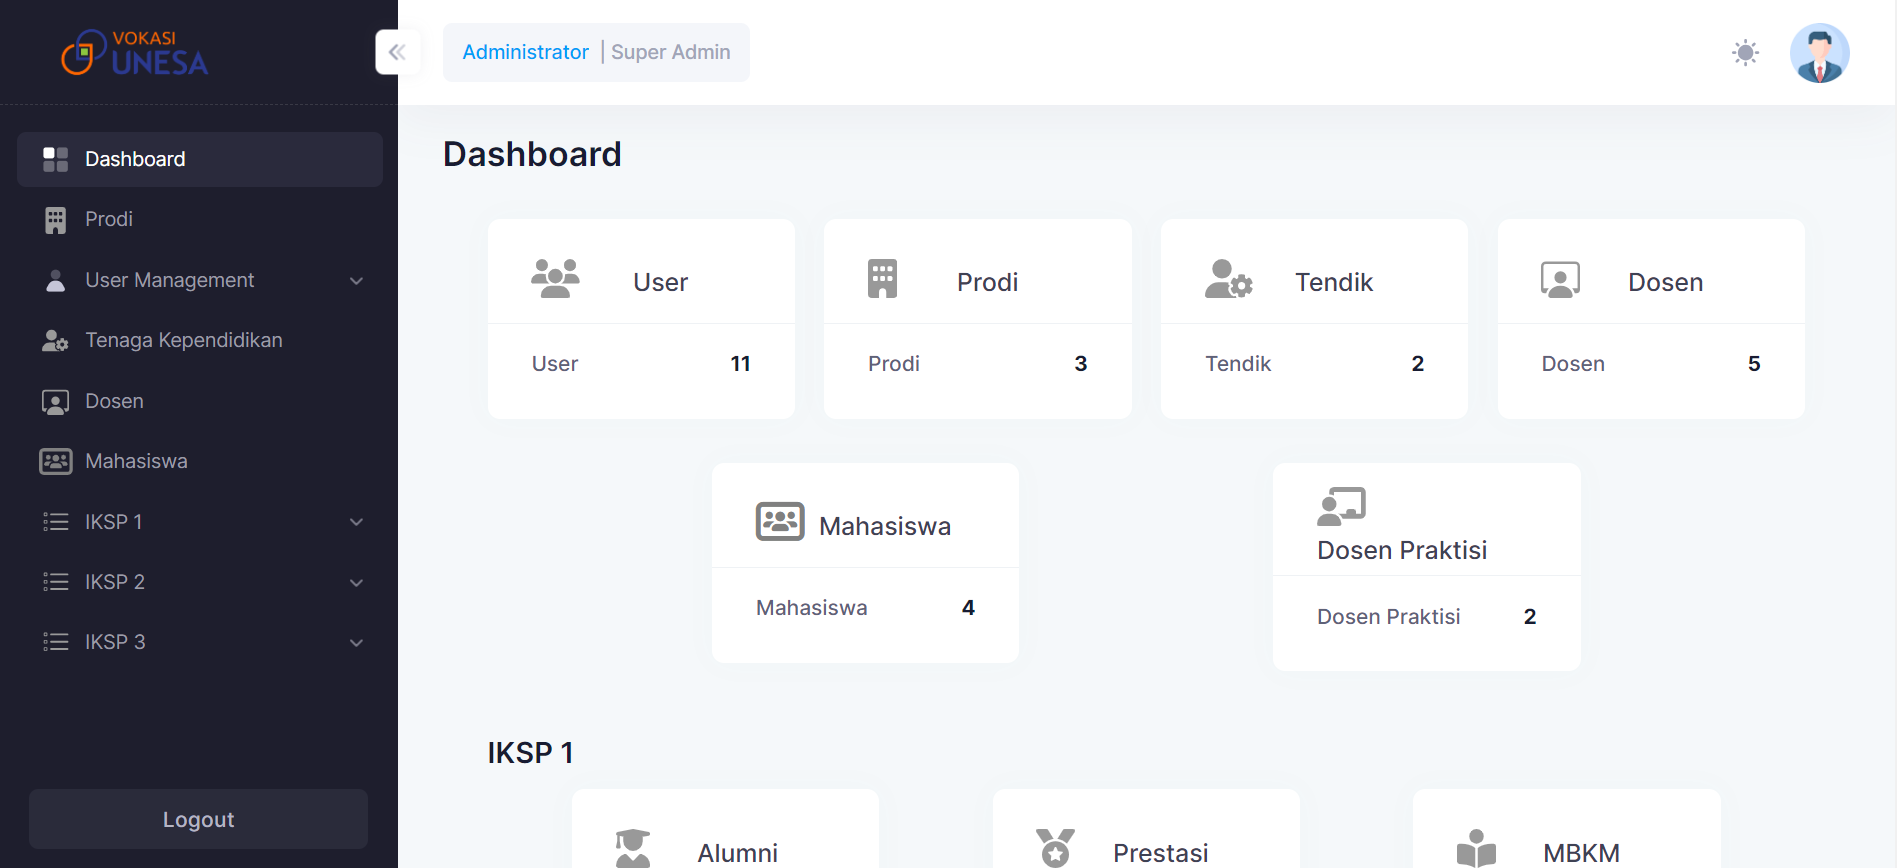 VOKASI
UNESA
Administrator | Super Admin
Dashboard
Prodi
User Management
Tenaga Kependidikan
Dosen
Mahasiswa
IKSP 1
IKSP 2
IKSP 3
Logout
Dashboard
User
User 11
Prodi
Prodi 3
Tendik
Tendik 2
Dosen
Dosen 5
Mahasiswa
Mahasiswa 4
Dosen Praktisi
Dosen Praktisi 2
IKSP 1
Alumni
Prestasi
MBKM